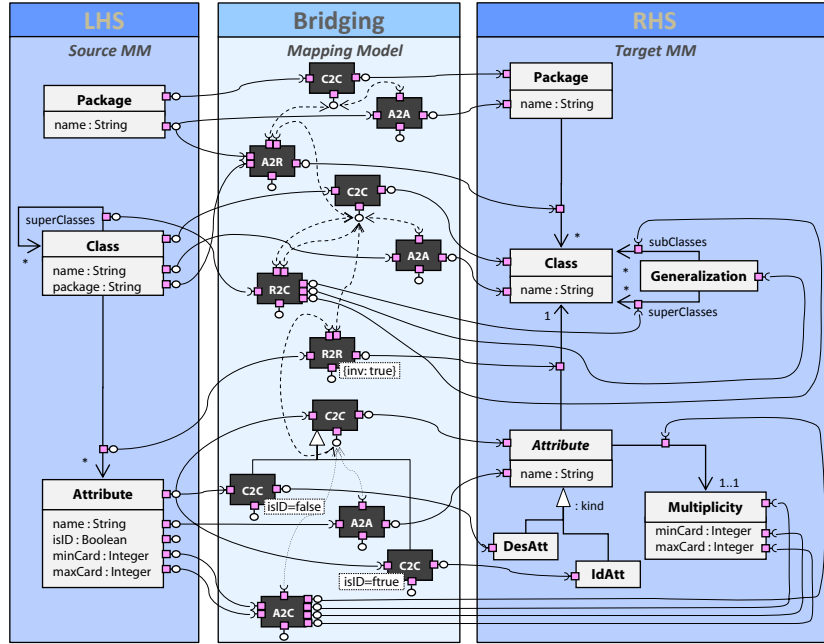 LHS
Bridging
RHS
Source MM
Mapping Model
Target MM
Package
name : String
C2C
A2A
A2R
Package
name : String
superClasses
*
Class
name : String
package : String
C2C
A2A
R2C
*
Class
name : String
1
subClasses
*
*
superClasses
Generalization
R2R
{inv: true}
*
Attribute
name : String
isID : Boolean
minCard : Integer
maxCard : Integer
C2C
C2C
isID=false
A2A
C2C
isID=ftrue
A2C
Attribute
name : String
: kind
1..1
Multiplicity
minCard : Integer
maxCard : Integer
DesAtt
IdAtt